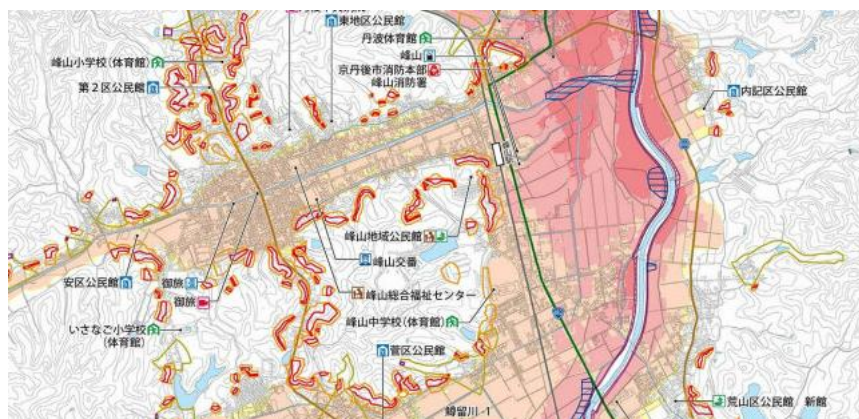 東地区公民館
丹波体育館
峰山
京丹後市消防本部
峰山消防署
峰山小学校(体育館)
第2区公民館
内記区公民館
峰山地域公民館
峰山交番
安区公民館
御旅
御旅
峰山総合福祉センター
峰山中学校(体育館)
いさなご小学校
(体育館)
菅区公民館
荒山区公民館 新館
鱒留川-1